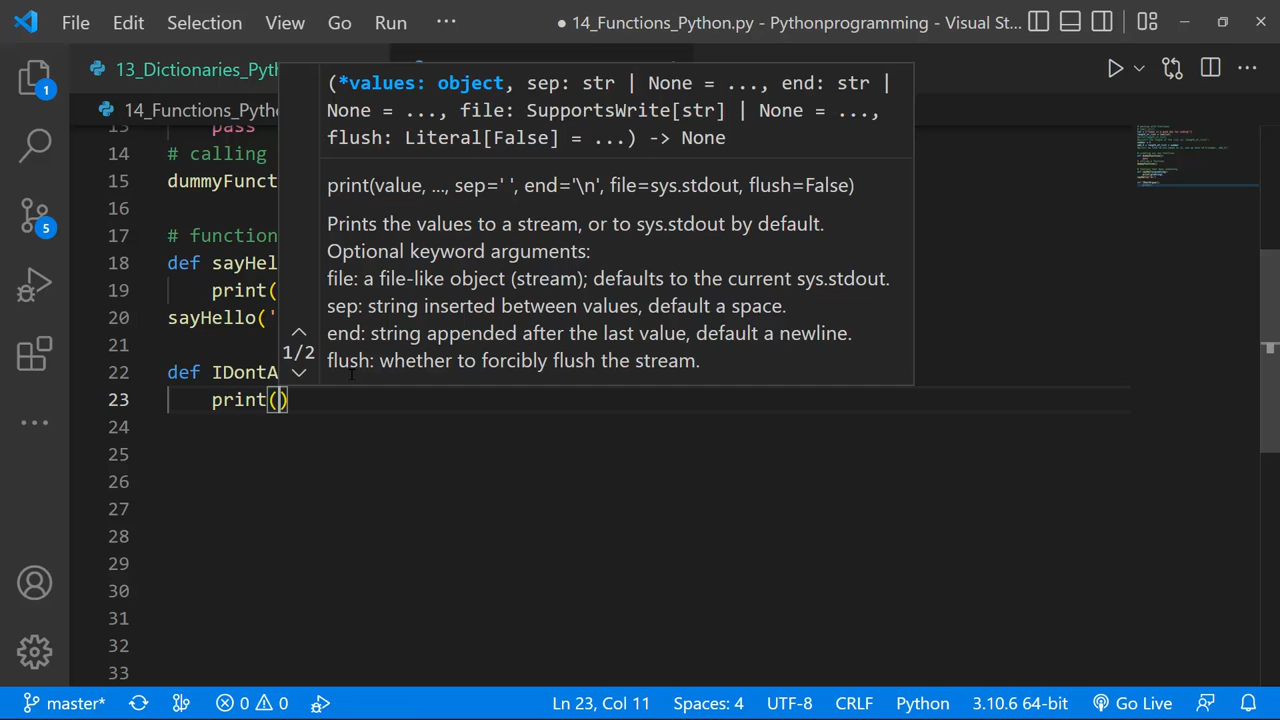 File Edit Selection View Go Run ··· ● 14_Functions_Python.py - Pythonprogramming - Visual St...
13_Dictionaries_Pyth
14_Functions_Pytho
(*values: object, sep: str | None = ..., end: str |
None = ..., file: SupportsWrite[str] | None = ...,
flush: Literal[False] = ...) -> None
print(value, ..., sep=' ', end='\n', file=sys.stdout, flush=False)
Prints the values to a stream, or to sys.stdout by default.
Optional keyword arguments:
file: a file-like object (stream); defaults to the current sys.stdout.
sep: string inserted between values, default a space.
end: string appended after the last value, default a newline.
flush: whether to forcibly flush the stream.
1/2
1
5
13 pass
14 # calling
15 dummyFunct
16
17 # function
18 def sayHel
19 print(
20 sayHello('
21
22 def IDontA
23 print()
24
25
26
27
28
29
30
31
32
33
master* 0 0 Ln 23, Col 11 Spaces: 4 UTF-8 CRLF Python 3.10.6 64-bit Go Live